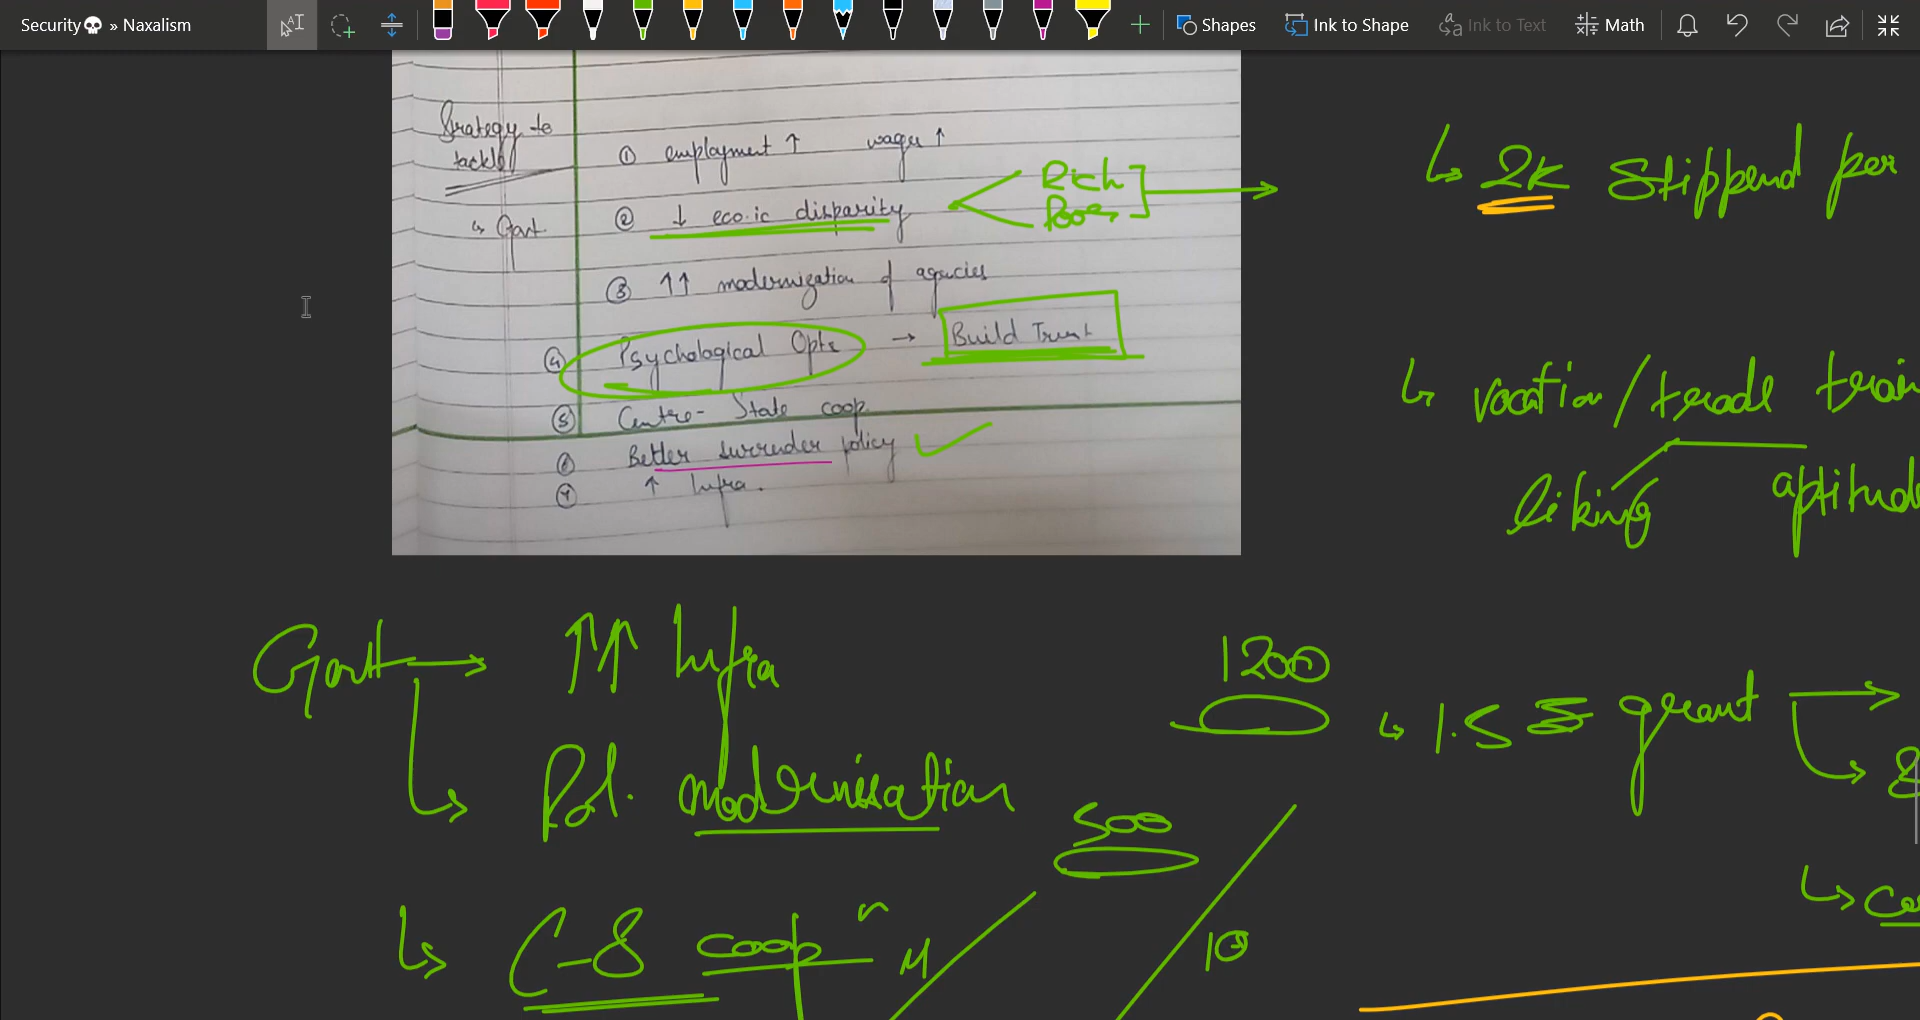 Security💀 » Naxalism
Shapes
Ink to Shape
Ink to Text
Math
Strategy to
tackle
↳ Govt.
① employment ↑ wages ↑
② ↓ eco.ic disparity
Rich
Poor
③ ↑↑ modernization of agencies
④ Psychological Opts → Build Trust
⑤ Centre-State coop.
⑥ Better surrender policy
⑦ ↑ Infra.
↳ 2k Stippend per
↳ vocation/trade train
liking aptitude
Govt → ↑↑ Infra
↳ Pol. modernisation
↳ C-S coop n
1200
↳ 1.5 grant
500
10